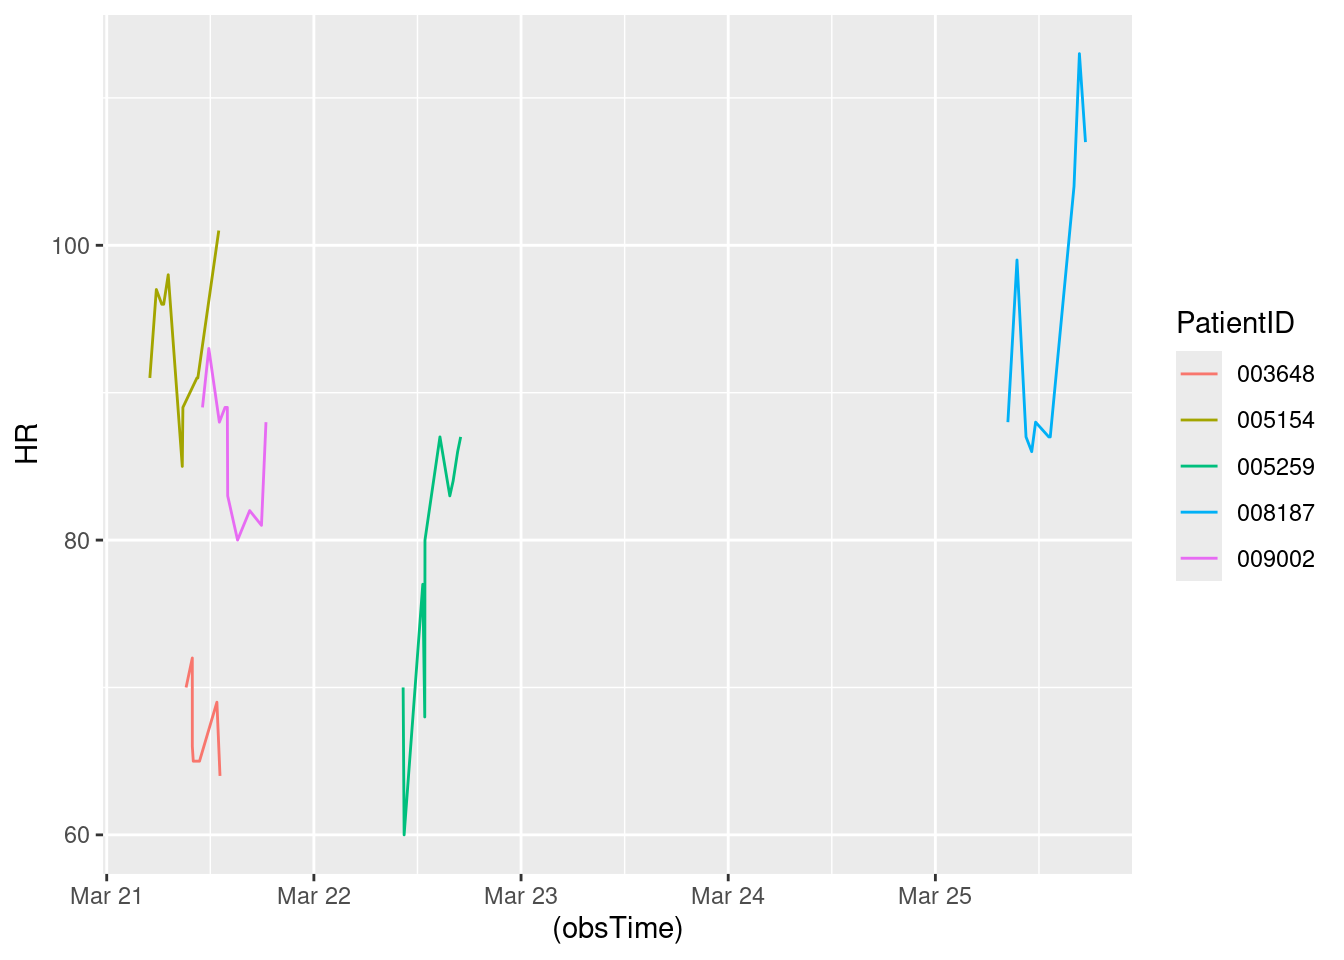 HR
100
80
60
Mar 21
Mar 22
Mar 23
Mar 24
Mar 25
(obsTime)
PatientID
003648
005154
005259
008187
009002